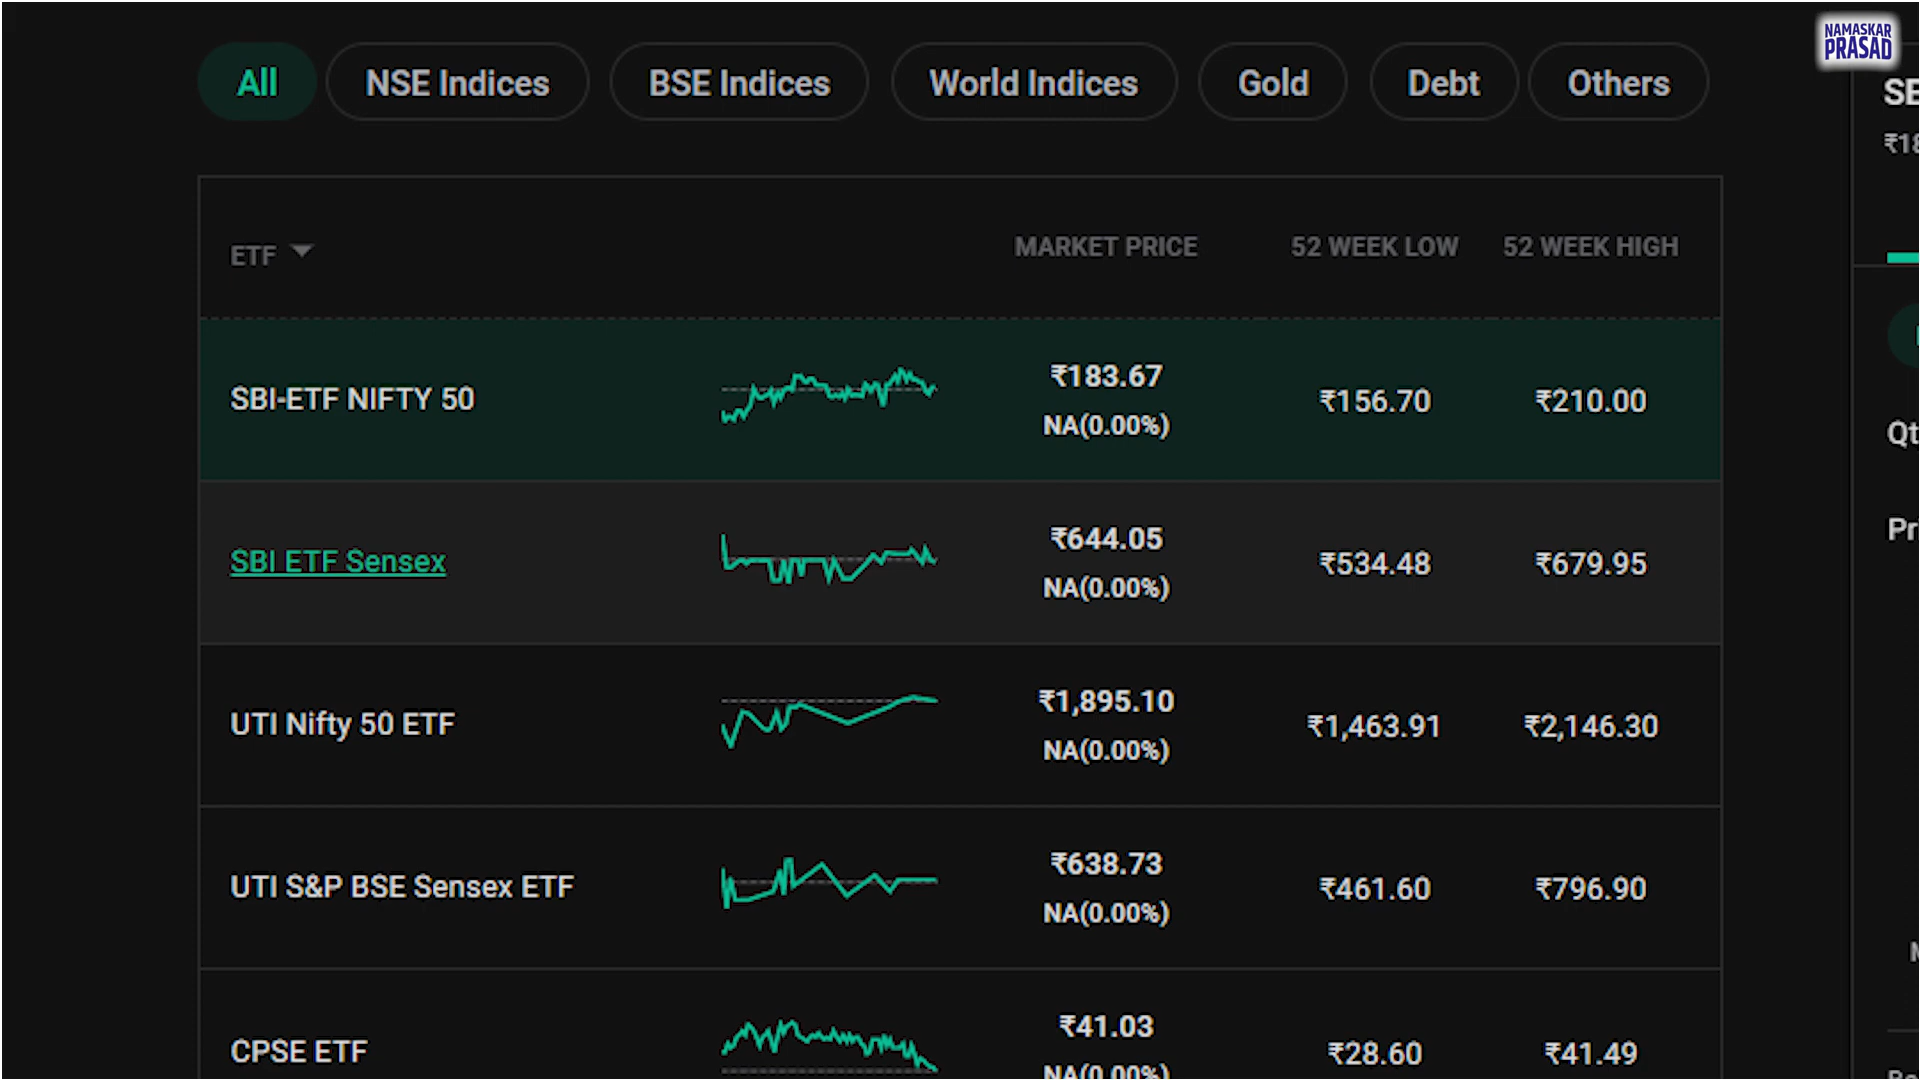 NAMASKAR
PRASAD
All
NSE Indices
BSE Indices
World Indices
Gold
Debt
Others
ETF
MARKET PRICE
52 WEEK LOW
52 WEEK HIGH
SBI-ETF NIFTY 50
₹183.67
NA(0.00%)
₹156.70
₹210.00
SBI ETF Sensex
₹644.05
NA(0.00%)
₹534.48
₹679.95
UTI Nifty 50 ETF
₹1,895.10
NA(0.00%)
₹1,463.91
₹2,146.30
UTI S&P BSE Sensex ETF
₹638.73
NA(0.00%)
₹461.60
₹796.90
CPSE ETF
₹41.03
NA(0.00%)
₹28.60
₹41.49